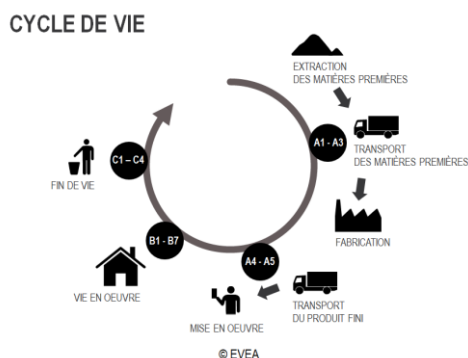 CYCLE DE VIE
EXTRACTION
DES MATIÈRES PREMIÈRES
A1 - A3
TRANSPORT
DES MATIÈRES PREMIÈRES
FABRICATION
A4 - A5
TRANSPORT
DU PRODUIT FINI
MISE EN OEUVRE
B1 - B7
VIE EN OEUVRE
C1 – C4
FIN DE VIE
© EVEA